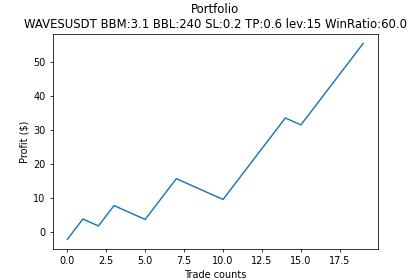 Portfolio
WAVESUSDT BBM:3.1 BBL:240 SL:0.2 TP:0.6 lev:15 WinRatio:60.0
50
40
30
20
10
0
Profit ($)
0.0 2.5 5.0 7.5 10.0 12.5 15.0 17.5
Trade counts